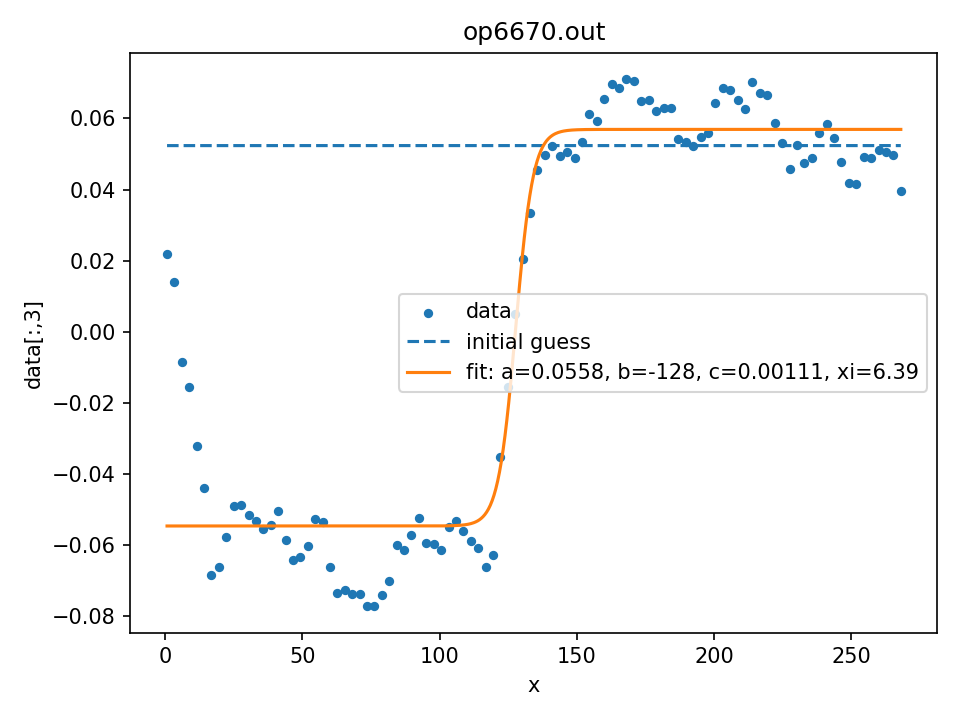 op6670.out
data[:,3]
0.06
0.04
0.02
0.00
−0.02
−0.04
−0.06
−0.08
data
initial guess
fit: a=0.0558, b=-128, c=0.00111, xi=6.39
0 50 100 150 200 250
x